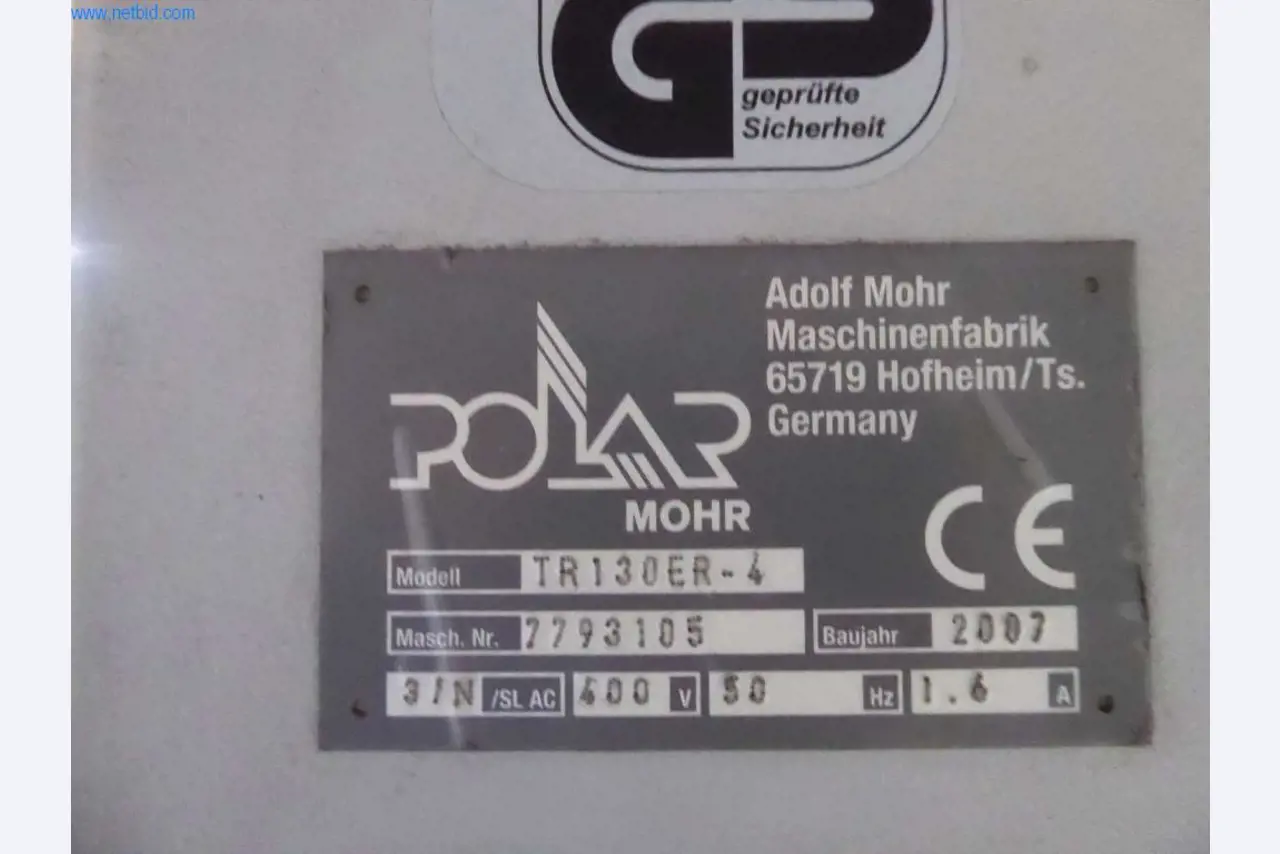 www.netbid.com
geprüfte
Sicherheit
Adolf Mohr
Maschinenfabrik
65719 Hofheim/Ts.
Germany
POLAR
MOHR
CE
Modell TR130ER-4
Masch. Nr. 7793105 Baujahr 2007
3/N /SL AC 400 V 50 Hz 1.6 A